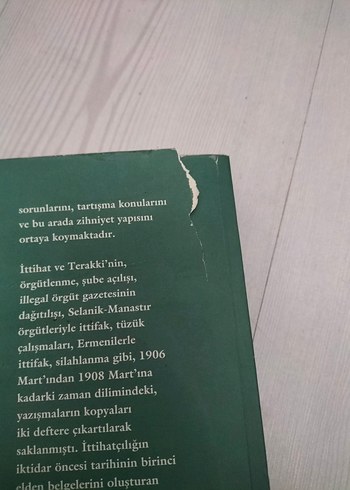 sorunlarını, tartışma konularını
ve bu arada zihniyet yapısını
ortaya koymaktadır.
İttihat ve Terakki'nin,
örgütlenme, şube açılışı,
illegal örgüt gazetesinin
dağıtılışı, Selanik-Manastır
örgütleriyle ittifak, tüzük
çalışmaları, Ermenilerle
ittifak, silahlanma gibi, 1906
Mart'ından 1908 Mart'ına
kadarki zaman dilimindeki,
yazışmaların kopyaları
iki deftere çıkartılarak
saklanmıştı. İttihatçılığın
iktidar öncesi tarihinin birinci
elden belgelerini oluşturan